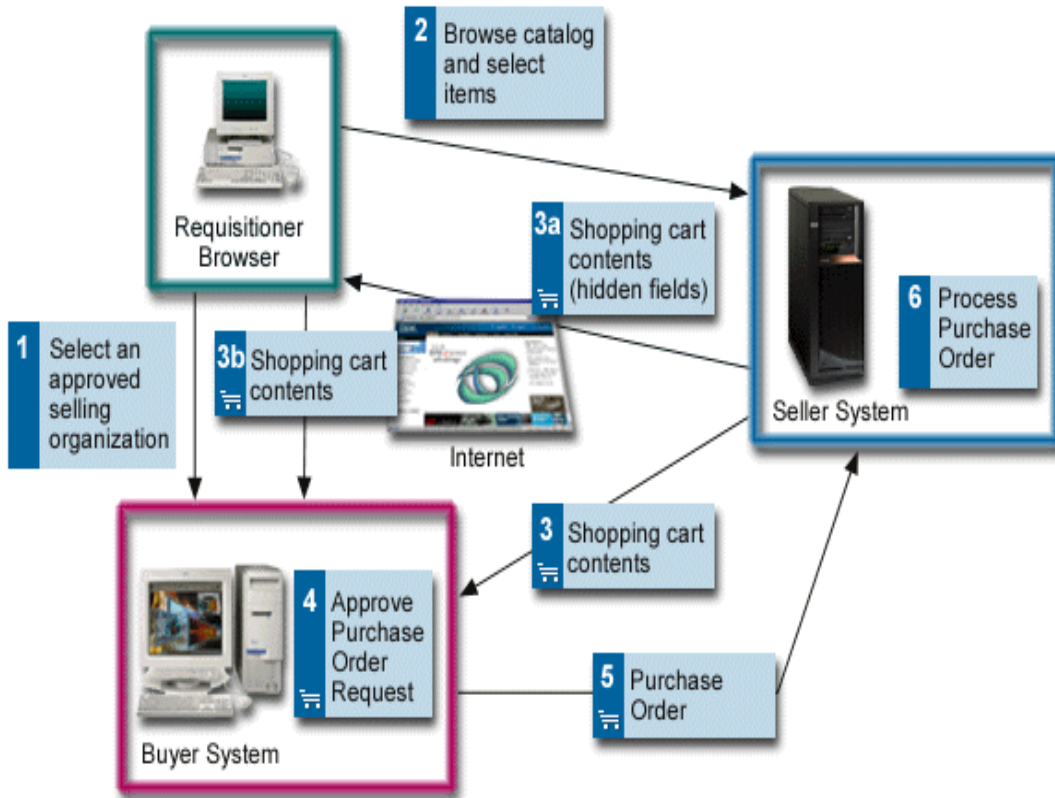 2
Browse catalog
and select
items
Requisitioner
Browser
3a
Shopping cart
contents
(hidden fields)
6
Process
Purchase
Order
1
Select an
approved
selling
organization
3b
Shopping cart
contents
Internet
Seller System
3
Shopping cart
contents
4
Approve
Purchase
Order
Request
5
Purchase
Order
Buyer System